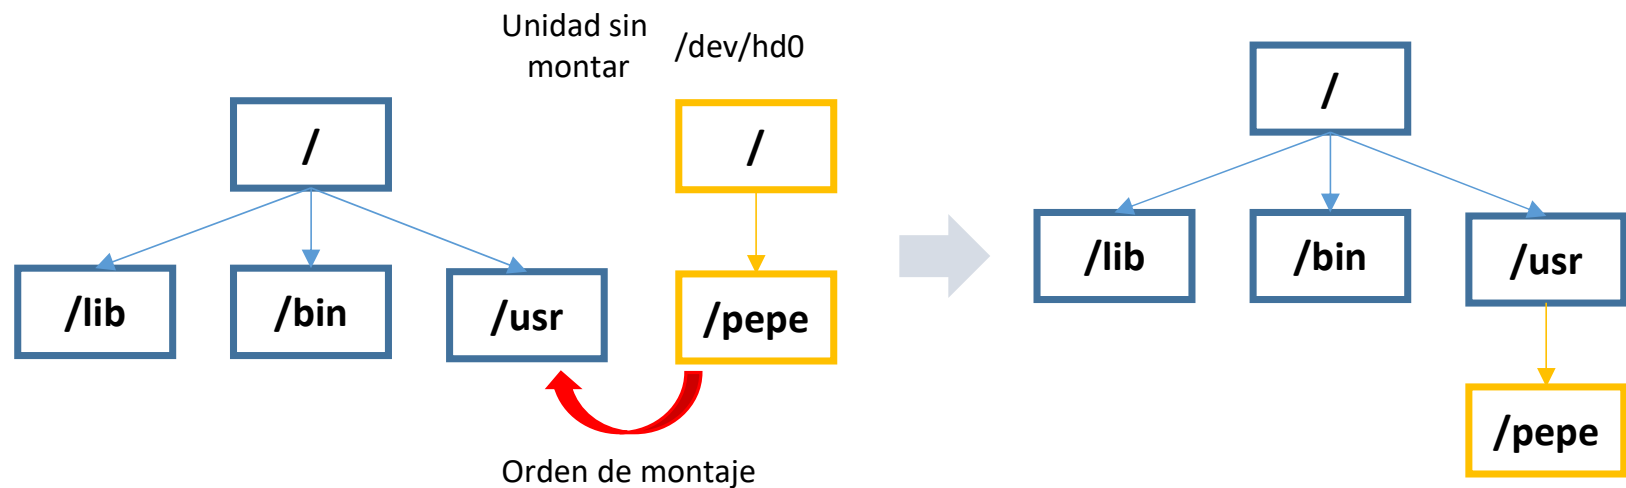 Unidad sin
montar
/dev/hd0
/
/lib
/bin
/usr
/
/pepe
Orden de montaje
/
/lib
/bin
/usr
/pepe